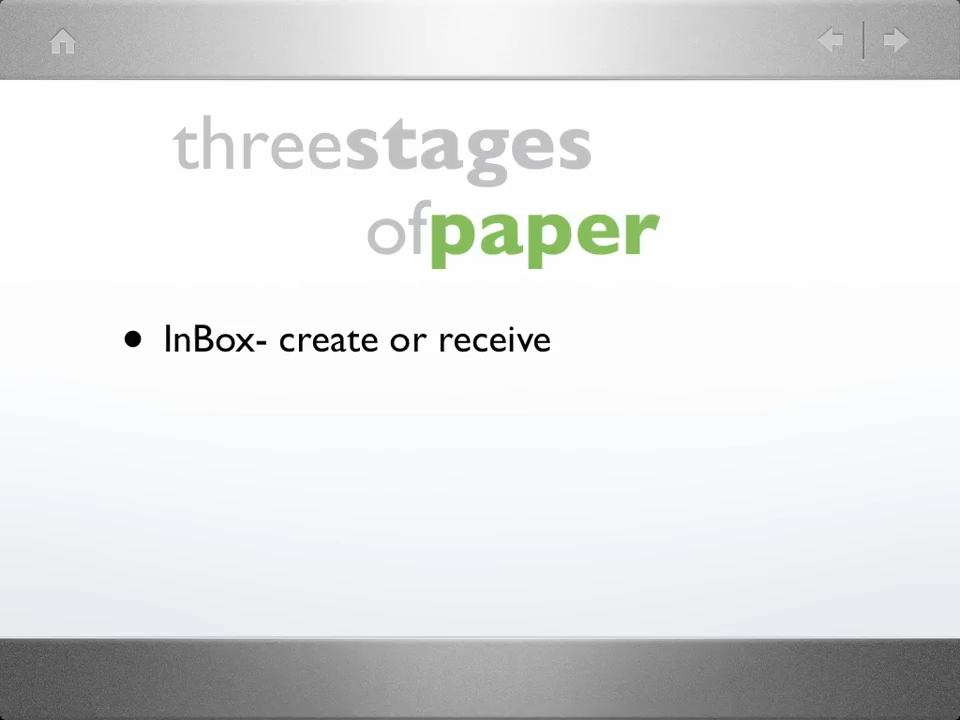 threestages
ofpaper
• InBox- create or receive